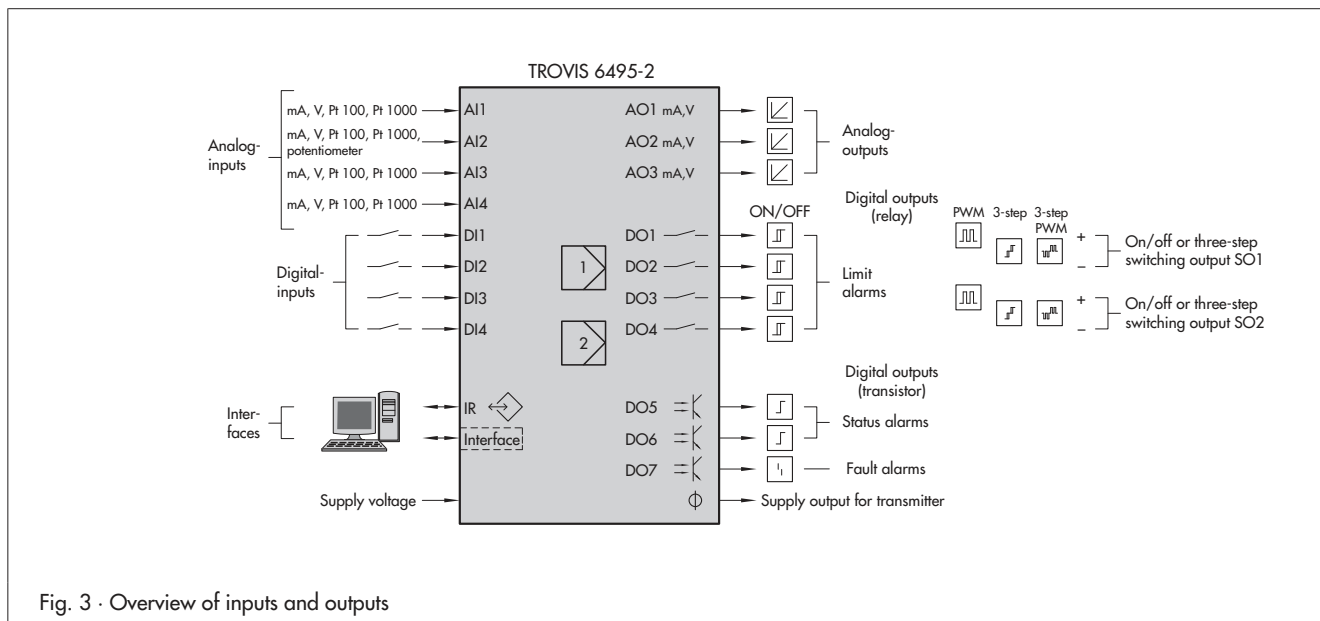 TROVIS 6495-2
Analog-
inputs
mA, V, Pt 100, Pt 1000
AI1
mA, V, Pt 100, Pt 1000,
potentiometer
AI2
mA, V, Pt 100, Pt 1000
AI3
mA, V, Pt 100, Pt 1000
AI4
Digital-
inputs
DI1
DI2
DI3
DI4
Inter-
faces
IR
Interface
Supply voltage
1
2
AO1 mA,V
AO2 mA,V
AO3 mA,V
Analog-
outputs
Digital outputs
(relay)
ON/OFF
DO1
DO2
DO3
DO4
Limit
alarms
PWM
3-step
3-step
PWM
+
–
On/off or three-step
switching output SO1
+
–
On/off or three-step
switching output SO2
Digital outputs
(transistor)
DO5
DO6
Status alarms
DO7
Fault alarms
Supply output for transmitter
Fig. 3 · Overview of inputs and outputs